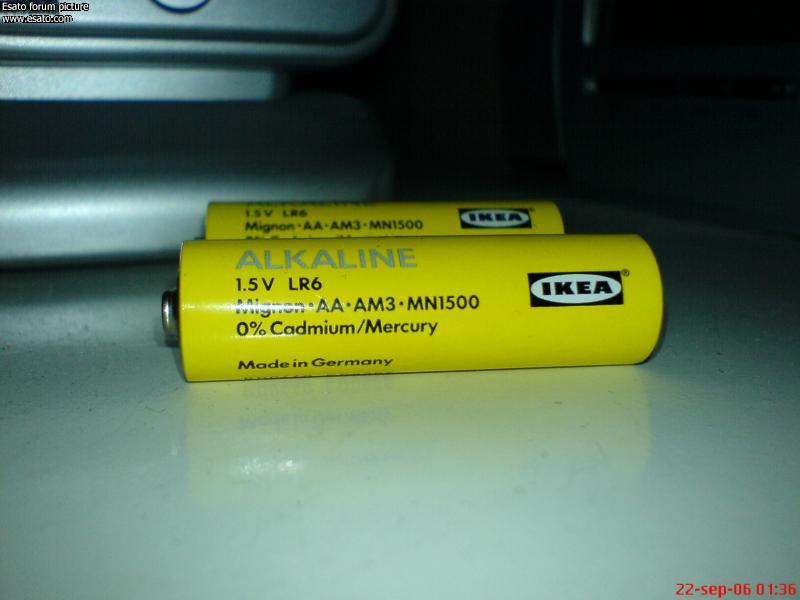 Esato forum picture
www.esato.com
1.5V LR6
Mignon·AA·AM3·MN1500
IKEA
ALKALINE
1.5V LR6
Mignon·AA·AM3·MN1500
0% Cadmium/Mercury
Made in Germany
IKEA®
22-sep-06 01:36